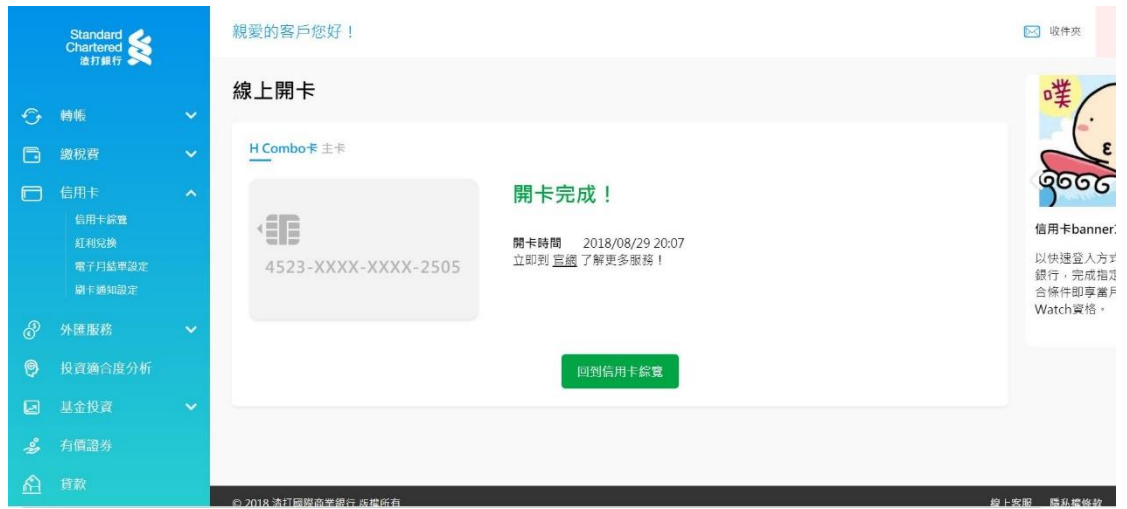 Standard
Chartered
渣打銀行
轉帳
繳稅費
信用卡
信用卡綜覽
紅利兌換
電子月結單設定
刷卡通知設定
外匯服務
投資適合度分析
基金投資
有價證券
貸款
親愛的客戶您好！
收件夾
線上開卡
H Combo卡 主卡
4523-XXXX-XXXX-2505
開卡完成！
開卡時間 2018/08/29 20:07
立即到 官網 了解更多服務！
回到信用卡綜覽
噗
信用卡banner
以快速登入方式
銀行，完成指定
合條件即享當月
Watch資格。
© 2018 渣打國際商業銀行 版權所有
線上客服 隱私權條款